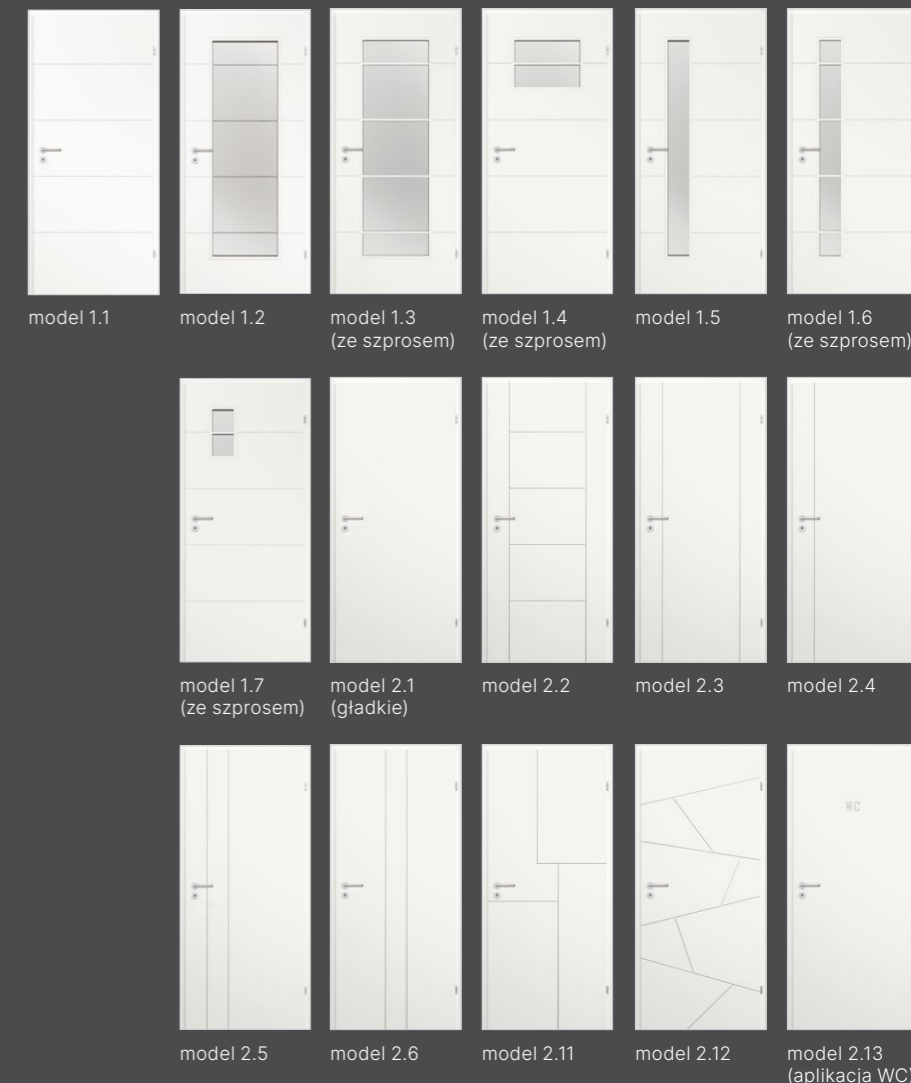 model 1.1
model 1.2
model 1.3
(ze szprosem)
model 1.4
(ze szprosem)
model 1.5
model 1.6
(ze szprosem)
model 1.7
(ze szprosem)
model 2.1
(gładkie)
model 2.2
model 2.3
model 2.4
WC
model 2.5
model 2.6
model 2.11
model 2.12
model 2.13
(aplikacja WC)